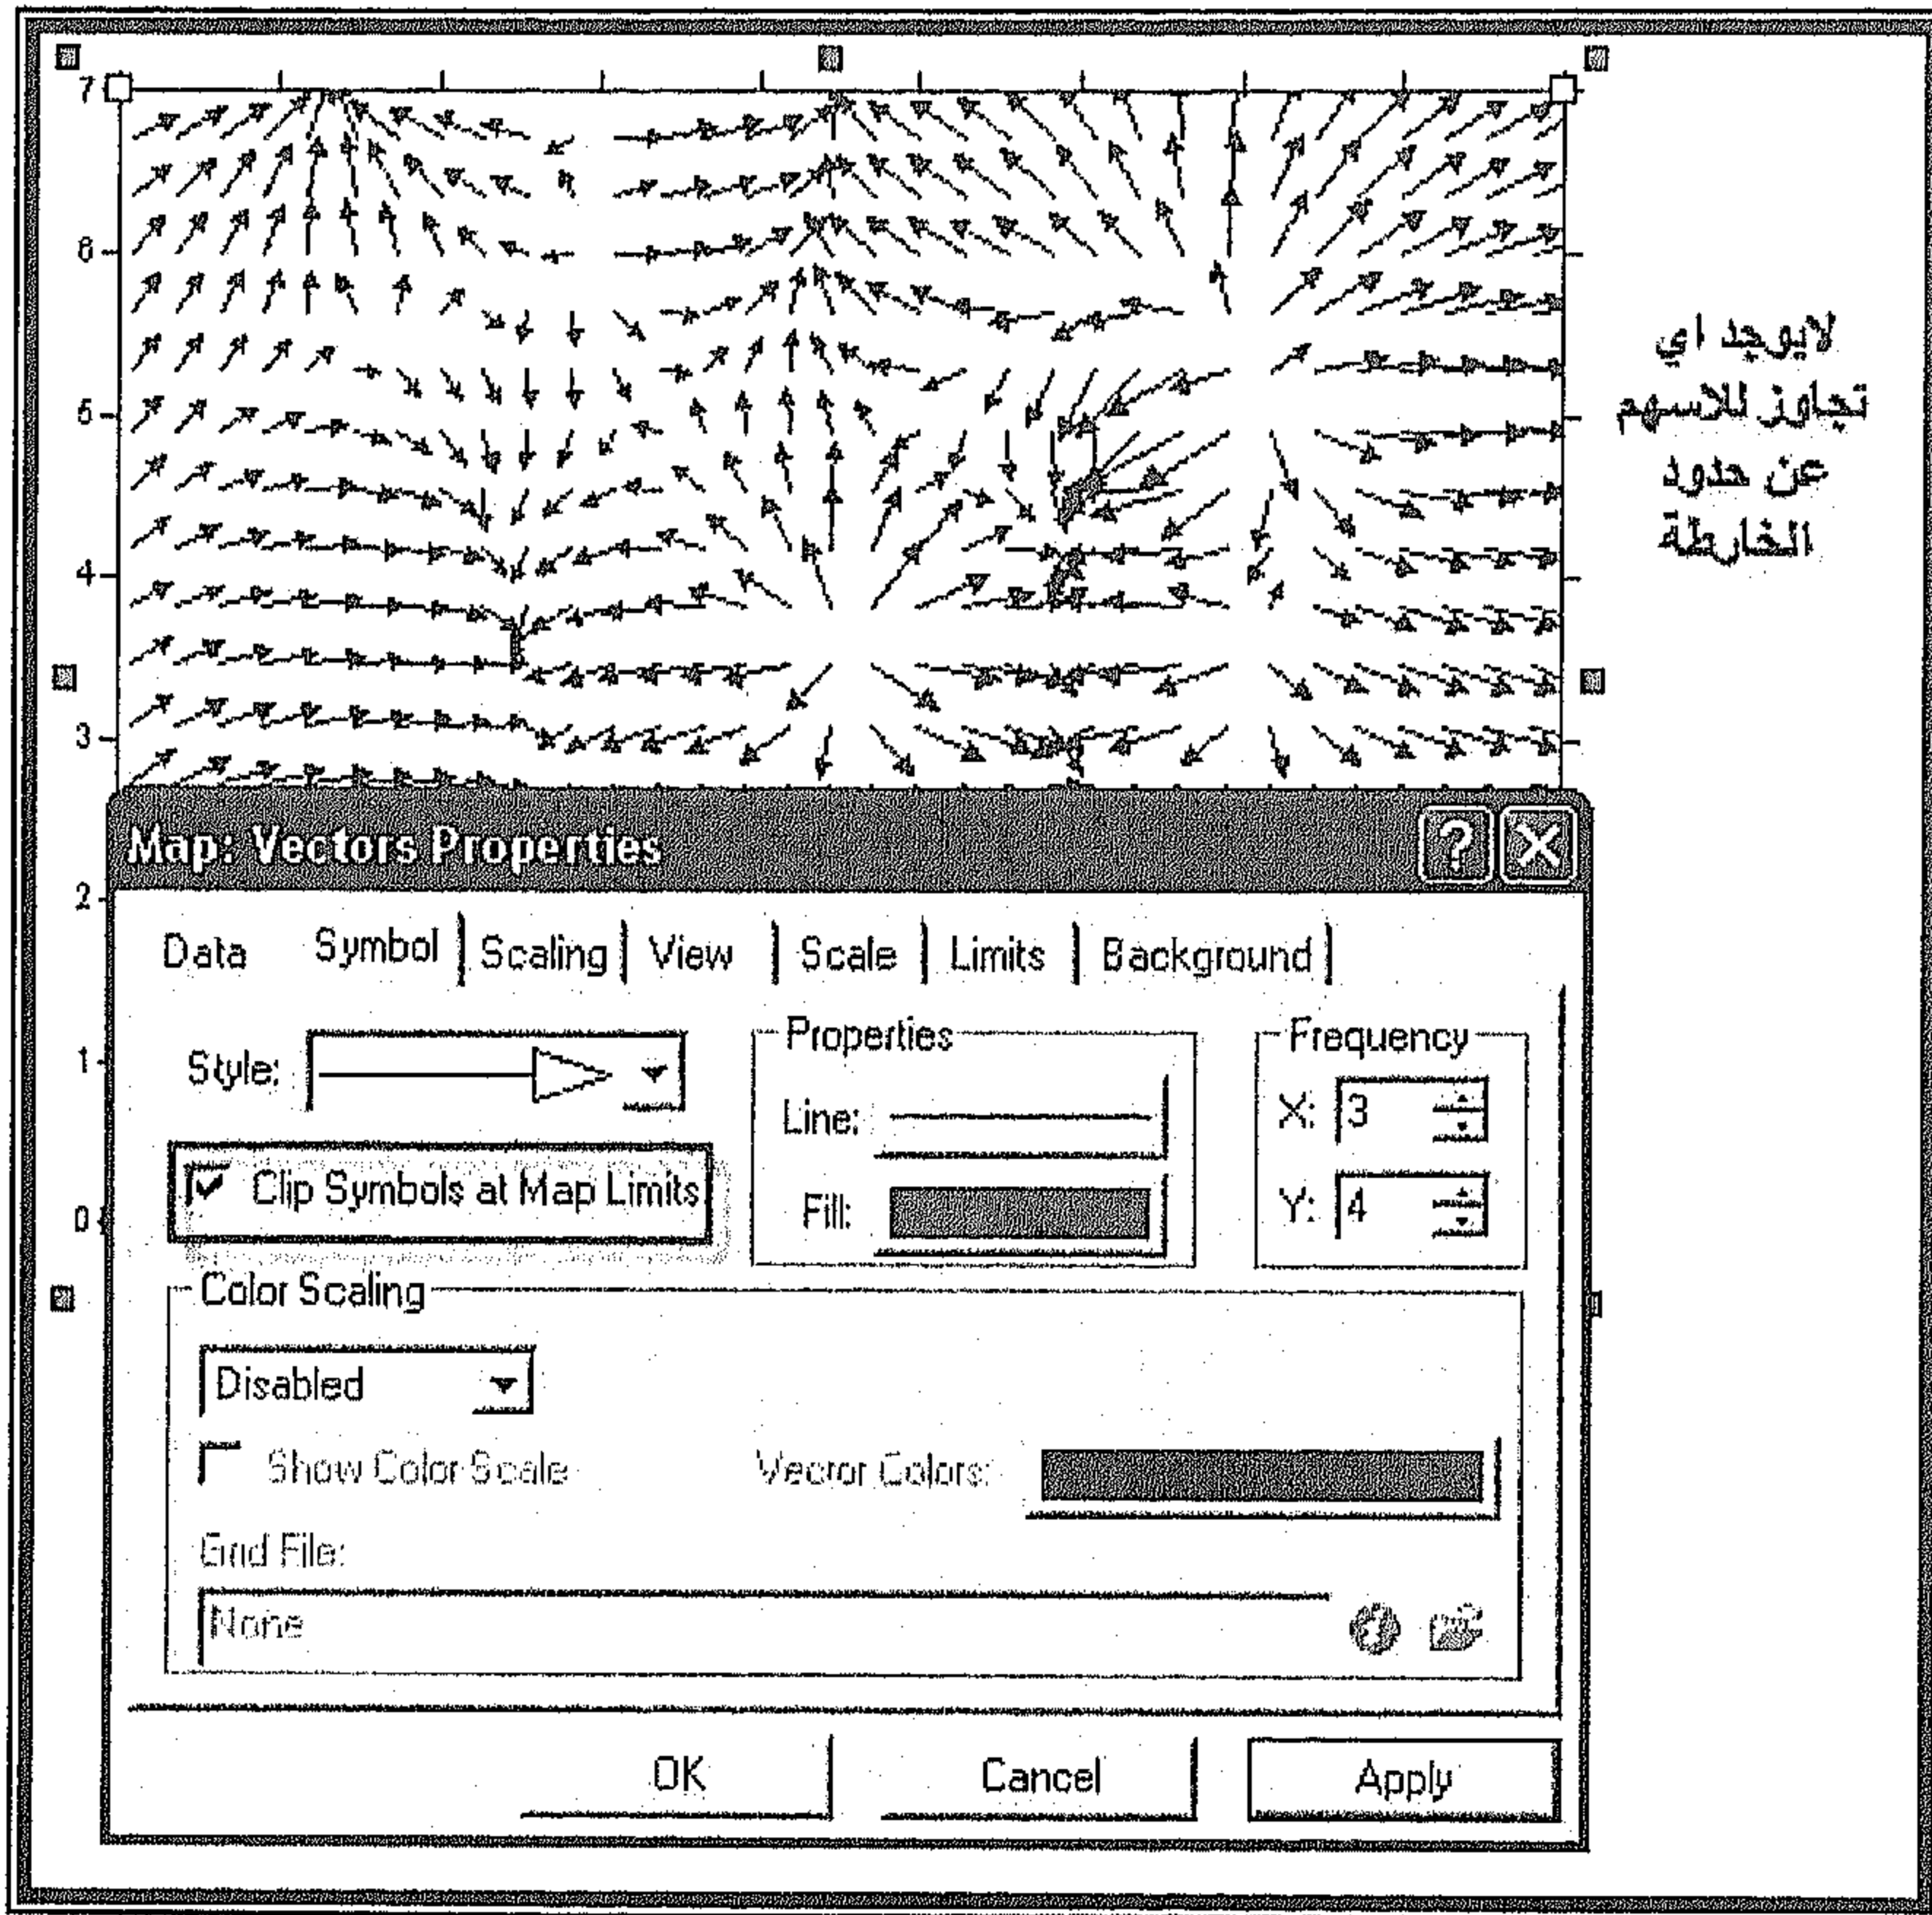 7
6
5
4
3
2
1
0
لايوجد اي
تجاوز للاسهم
عن حدود
الخارطة
Map: Vectors Properties
Data Symbol Scaling View Scale Limits Background
Style:
Properties
Line:
Fill:
Frequency
X: 3
Y: 4
Clip Symbols at Map Limits
Color Scaling
Disabled
Show Color Scale
Vector Colors:
Grid File:
None
OK Cancel Apply